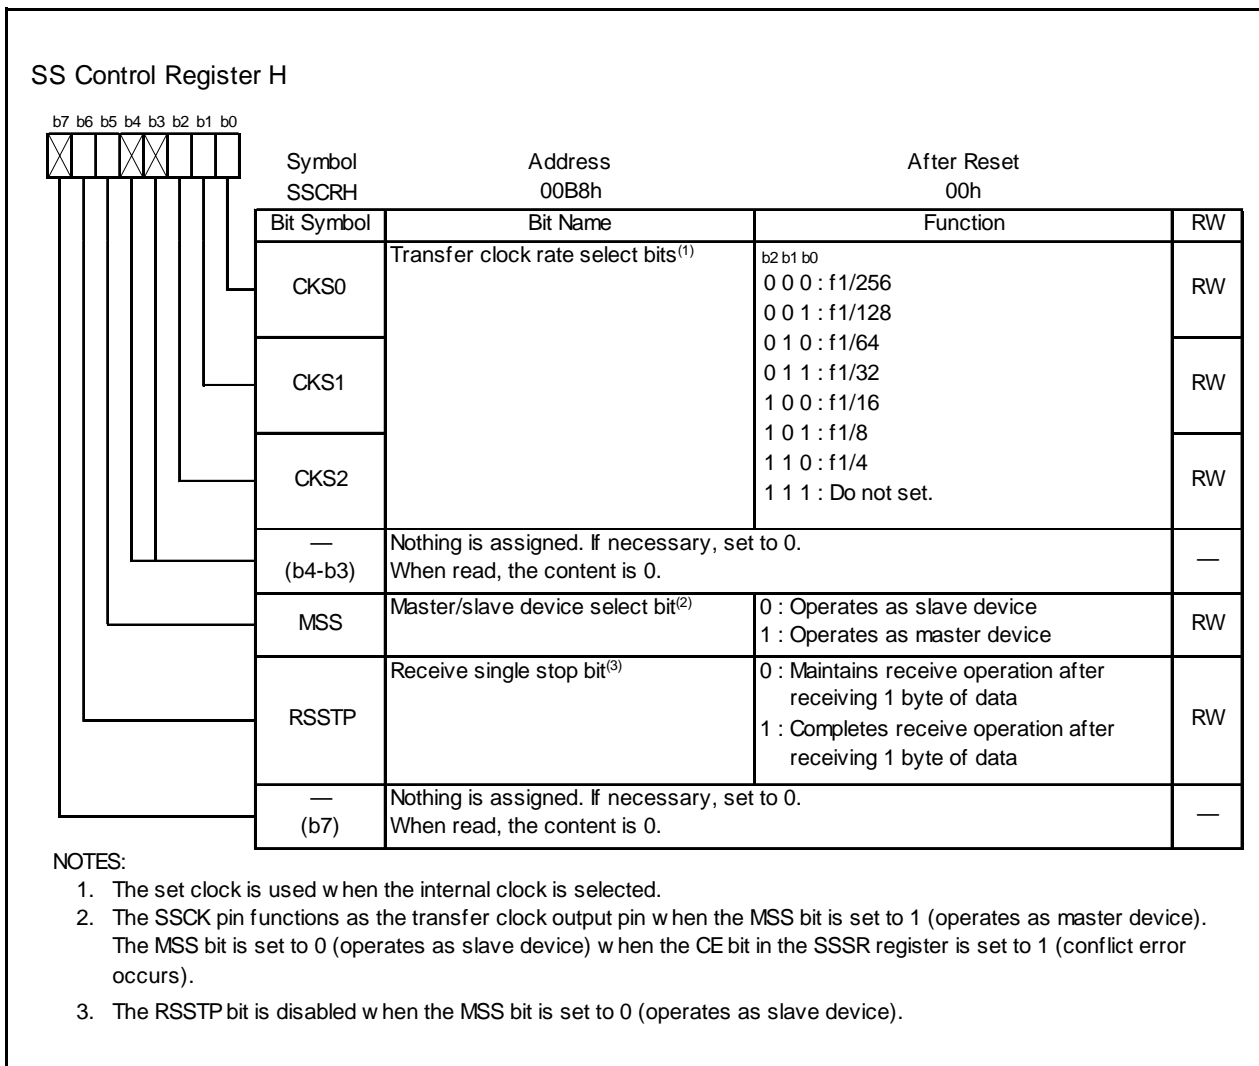 SS Control Register H
b7 b6 b5 b4 b3 b2 b1 b0
Symbol Address After Reset
SSCRH 00B8h 00h
Bit Symbol Bit Name Function RW
CKS0 Transfer clock rate select bits(1) b2 b1 b0 RW
0 0 0 : f1/256
0 0 1 : f1/128
0 1 0 : f1/64
CKS1 0 1 1 : f1/32 RW
1 0 0 : f1/16
1 0 1 : f1/8
CKS2 1 1 0 : f1/4 RW
1 1 1 : Do not set.
— Nothing is assigned. If necessary, set to 0. —
(b4-b3) When read, the content is 0.
MSS Master/slave device select bit(2) 0 : Operates as slave device RW
1 : Operates as master device
RSSTP Receive single stop bit(3) 0 : Maintains receive operation after RW
receiving 1 byte of data
1 : Completes receive operation after
receiving 1 byte of data
— Nothing is assigned. If necessary, set to 0. —
(b7) When read, the content is 0.
NOTES:
1. The set clock is used when the internal clock is selected.
2. The SSCK pin functions as the transfer clock output pin when the MSS bit is set to 1 (operates as master device).
The MSS bit is set to 0 (operates as slave device) when the CE bit in the SSSR register is set to 1 (conflict error
occurs).
3. The RSSTP bit is disabled when the MSS bit is set to 0 (operates as slave device).